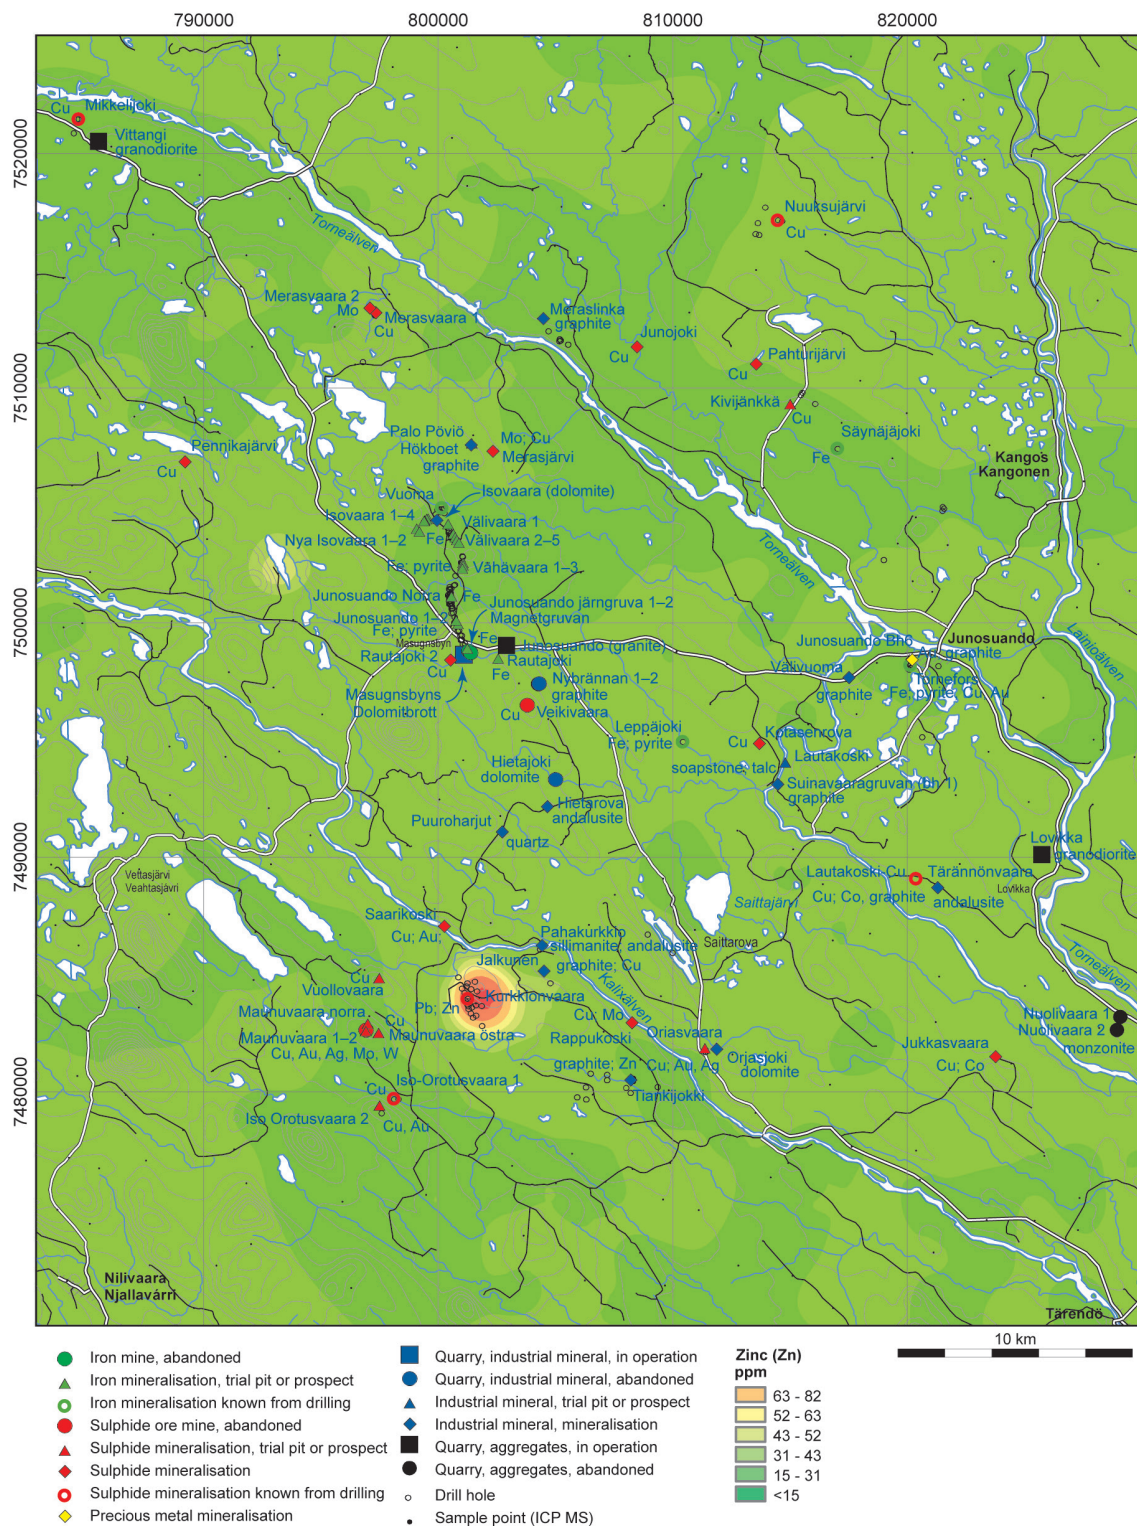 790000 800000 810000 820000
7520000
7510000
7500000
7490000
7480000
Cu Mikkelijoki
Vittangi
granodiorite
Torneälven
Nuuksujärvi
Cu
Merasvaara 2
Mo
Merasvaara 1
Cu
Meraslinka
graphite
Junojoki
Cu
Pahturijärvi
Cu
Kivijänkkä
Cu
Säynäjäjoki
Fe
Kangos
Kangonen
Pennikajärvi
Cu
Palo Pöviö
Hökboet
graphite
Mo; Cu
Merasjärvi
Vuoma
Isovaara (dolomite)
Isovaara 1–4
Välivaara 1
Nya Isovaara 1–2
Fe
Välivaara 2–5
Fe; pyrite
Våhävaara 1–3
Junosuando Norra
Fe
Junosuando järngruva 1–2
Magnetgruvan
Junosuando 1–2
Fe; pyrite
Fe
Masugnsbyn
Junosuando (granite)
Rautajoki 2
Cu
Rautajoki
Fe
Nybrännan 1–2
graphite
Masugnsbyns
Dolomitbrott
Cu
Veikivaara
Torneälven
Lainioälven
Junosuando Bh6
Ag
graphite
Junosuando
Välivuoma
graphite
Tornefors
Fe; pyrite, Cu, Au
Leppäjoki
Fe; pyrite
Cu
Kotasenrova
Lautakoski
soapstone; talc
Suinavaaragruvan (bh 1)
graphite
Hietajoki
dolomite
Hietarova
andalusite
Puuroharjut
quartz
Lovikka
granodiorite
Lovikka
Vettasjärvi
Veahtasjávri
Lautakoski Cu
Cu; Co, graphite
Tärännönvaara
andalusite
Saittajärvi
Saittarova
Saarikoski
Cu; Au;
Pahakurkkio
sillimanite; andalusite
Jalkunen
graphite; Cu
Kalixälven
Torneälven
Cu
Vuollovaara
Kurkkionvaara
Pb; Zn
Maunuvaara norra
Cu
Maunuvaara 1–2
Maunuvaara östra
Cu, Au, Ag, Mo, W
Cu; Mo
Rappukoski
Oriasvaara
Cu; Au, Ag
Orjasjoki
dolomite
graphite; Zn
Tiankijokki
Nuolivaara 1
Nuolivaara 2
monzonite
Jukkasvaara
Cu; Co
Iso-Orotusvaara 1
Cu
Iso Orotusvaara 2
Cu, Au
Nilivaara
Njallavárri
Tärendö
10 km
Iron mine, abandoned
Iron mineralisation, trial pit or prospect
Iron mineralisation known from drilling
Sulphide ore mine, abandoned
Sulphide mineralisation, trial pit or prospect
Sulphide mineralisation
Sulphide mineralisation known from drilling
Precious metal mineralisation
Quarry, industrial mineral, in operation
Quarry, industrial mineral, abandoned
Industrial mineral, trial pit or prospect
Industrial mineral, mineralisation
Quarry, aggregates, in operation
Quarry, aggregates, abandoned
Drill hole
Sample point (ICP MS)
Zinc (Zn)
ppm
63 - 82
52 - 63
43 - 52
31 - 43
15 - 31
<15